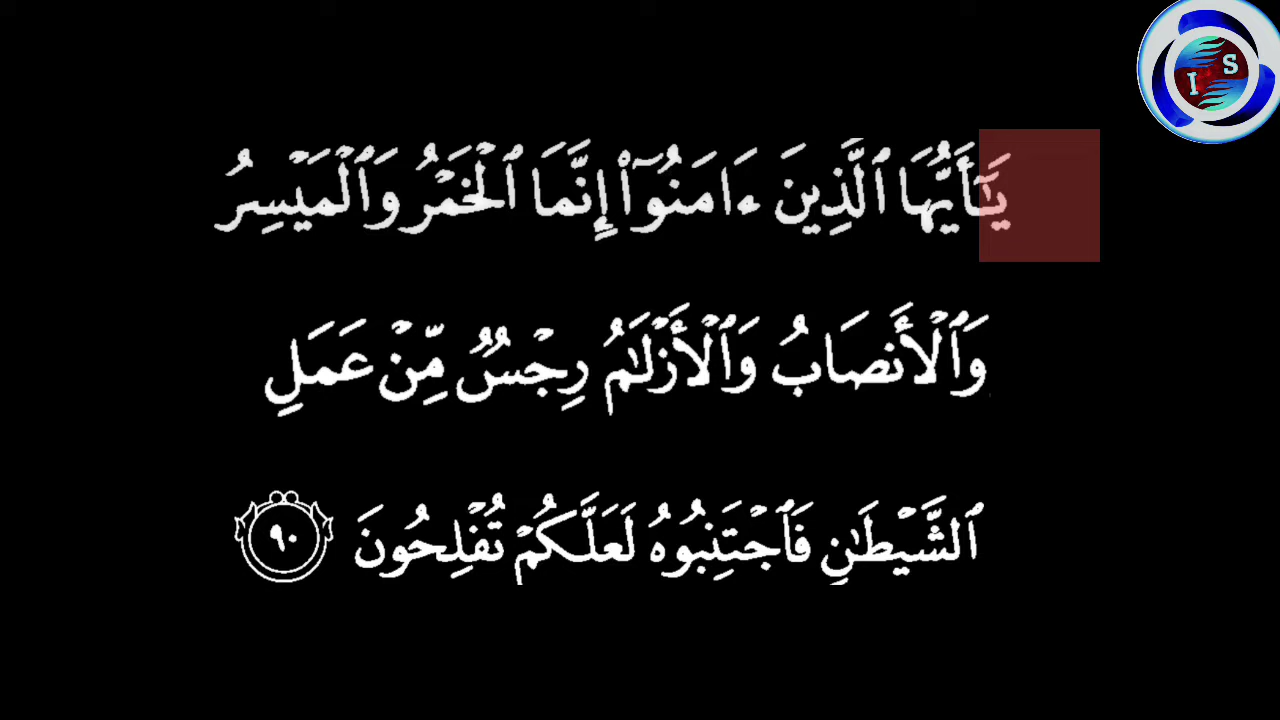 يَـٰٓأَيُّهَا ٱلَّذِينَ ءَامَنُوٓا۟ إِنَّمَا ٱلْخَمْرُ وَٱلْمَيْسِرُ
وَٱلْأَنصَابُ وَٱلْأَزْلَـٰمُ رِجْسٌ مِّنْ عَمَلِ
ٱلشَّيْطَـٰنِ فَٱجْتَنِبُوهُ لَعَلَّكُمْ تُفْلِحُونَ ٩٠
I S